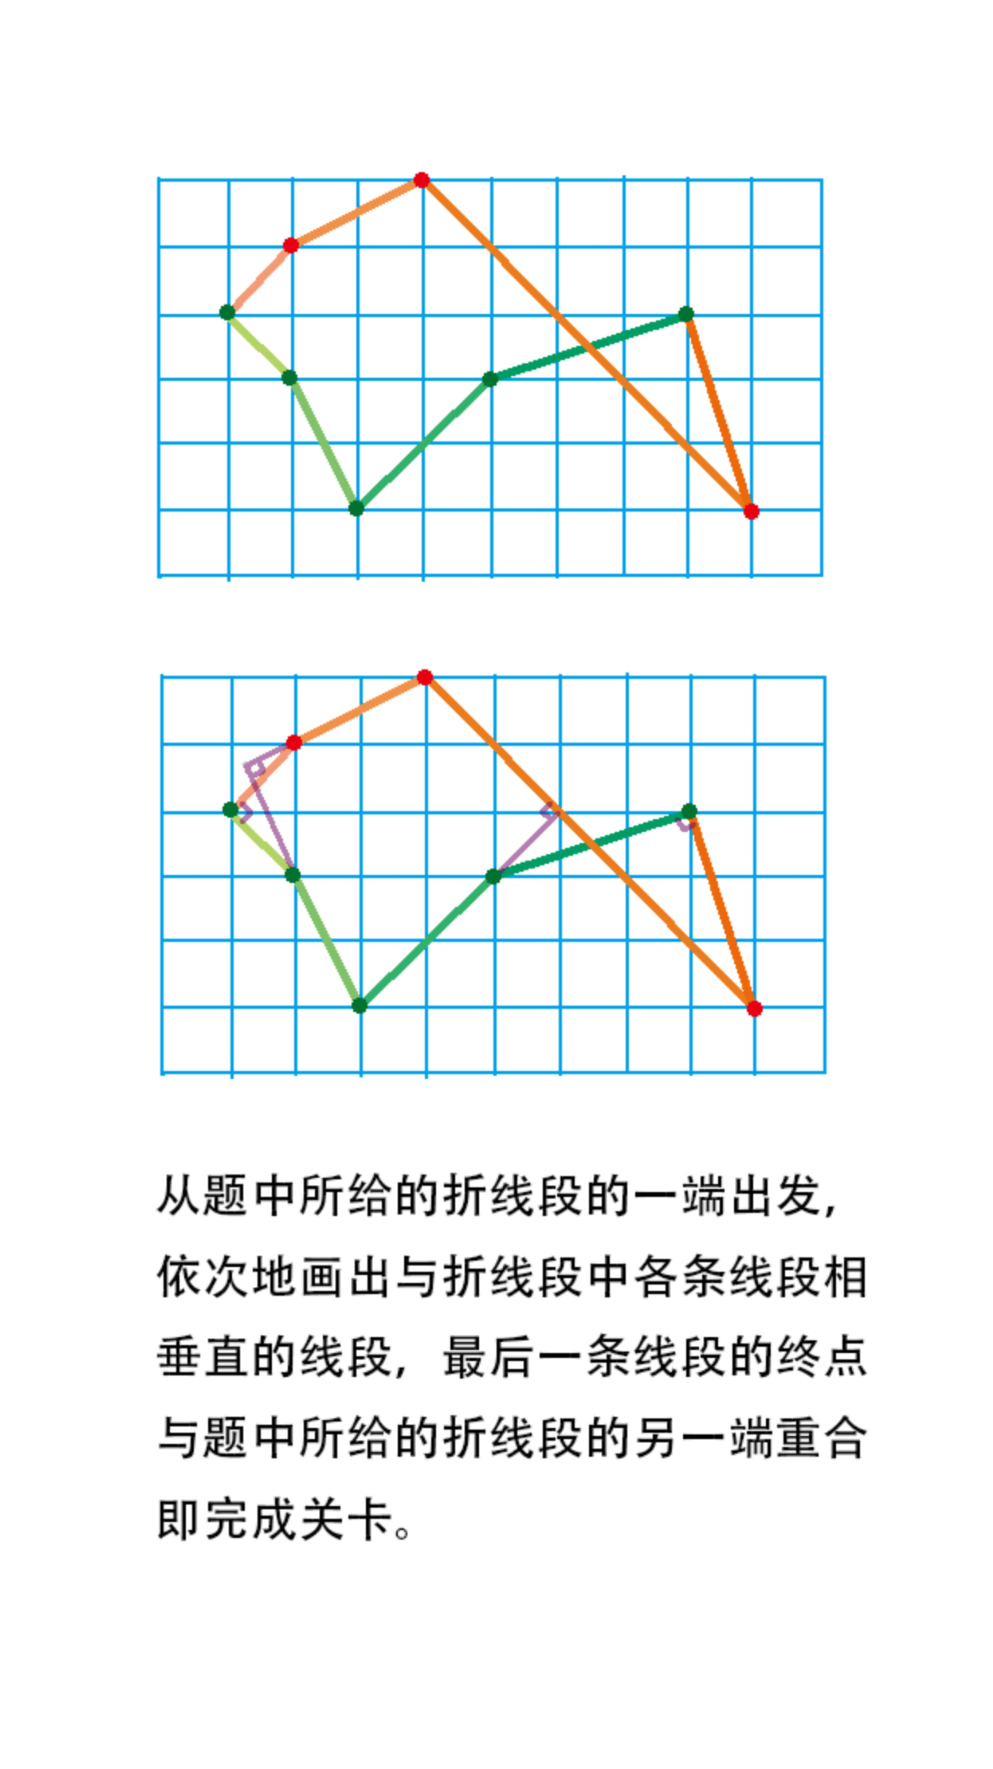 从题中所给的折线段的一端出发，
依次地画出与折线段中各条线段相
垂直的线段，最后一条线段的终点
与题中所给的折线段的另一端重合
即完成关卡。